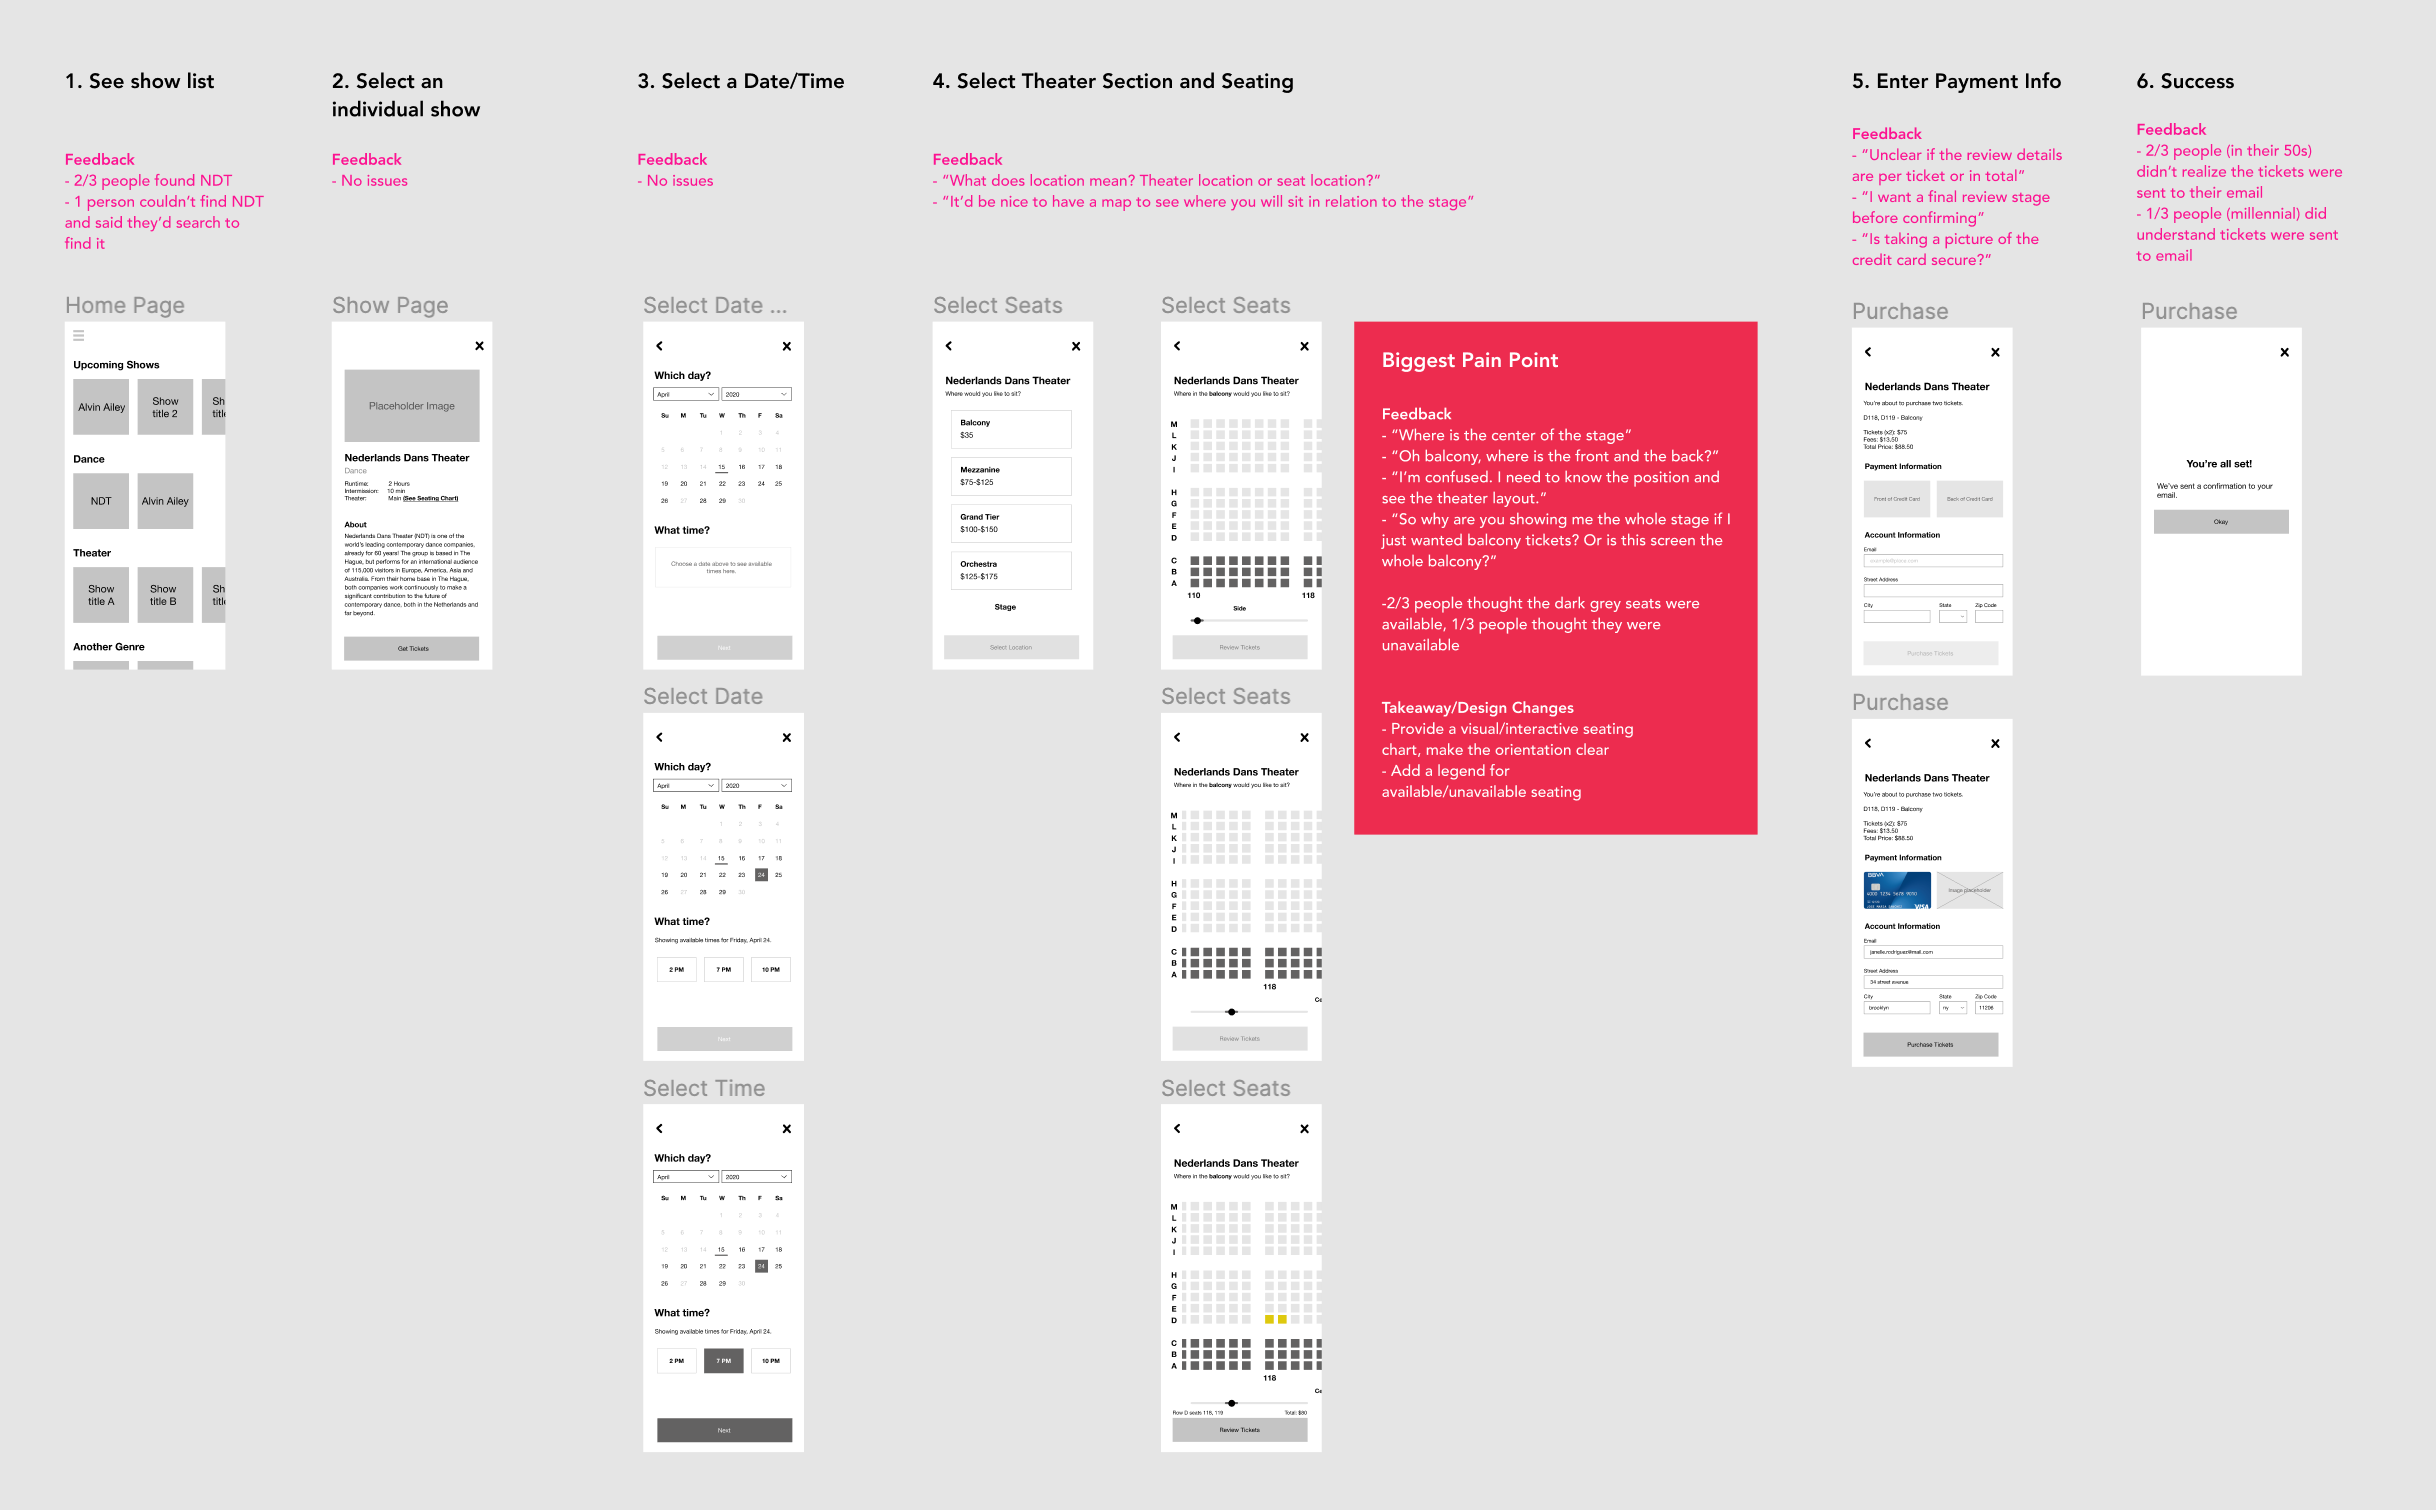 1. See show list
Feedback
- 2/3 people found NDT
- 1 person couldn't find NDT
and said they'd search to
find it
Home Page
Upcoming Shows
Alvin Ailey
Show
title 2
Sh
titl
Dance
NDT
Alvin Ailey
Theater
Show
title A
Show
title B
Sh
titl
Another Genre
2. Select an
individual show
Feedback
- No issues
Show Page
Placeholder Image
Nederlands Dans Theater
Dance
Runtime: 2 Hours
Intermission: 10 min
Theater: Main (See Seating Chart)
About
Nederlands Dans Theater (NDT) is one of the
world's leading contemporary dance companies,
already for 60 years! The group is based in The
Hague, but performs for an international audience
of 115,000 visitors in Europe, America, Asia and
Australia. From their home base in The Hague,
both companies work continuously to make a
significant contribution to the future of
contemporary dance, both in the Netherlands and
far beyond.
Get Tickets
3. Select a Date/Time
Feedback
- No issues
Select Date ...
Which day?
April 2020
Su M Tu W Th F Sa
1 2 3 4
5 6 7 8 9 10 11
12 13 14 15 16 17 18
19 20 21 22 23 24 25
26 27 28 29 30
What time?
Choose a date above to see available
times here.
Next
Select Date
Which day?
April 2020
Su M Tu W Th F Sa
1 2 3 4
5 6 7 8 9 10 11
12 13 14 15 16 17 18
19 20 21 22 23 24 25
26 27 28 29 30
What time?
Showing available times for Friday, April 24.
2 PM 7 PM 10 PM
Next
Select Time
Which day?
April 2020
Su M Tu W Th F Sa
1 2 3 4
5 6 7 8 9 10 11
12 13 14 15 16 17 18
19 20 21 22 23 24 25
26 27 28 29 30
What time?
Showing available times for Friday, April 24.
2 PM 7 PM 10 PM
Next
4. Select Theater Section and Seating
Feedback
- "What does location mean? Theater location or seat location?"
- "It'd be nice to have a map to see where you will sit in relation to the stage"
Select Seats
Nederlands Dans Theater
Where would you like to sit?
Balcony
$35
Mezzanine
$75-$125
Grand Tier
$100-$150
Orchestra
$125-$175
Stage
Select Location
Select Seats
Nederlands Dans Theater
Where in the balcony would you like to sit?
M
L
K
J
I
H
G
F
E
D
C
B
A
110 118
Side
Review Tickets
Select Seats
Nederlands Dans Theater
Where in the balcony would you like to sit?
M
L
K
J
I
H
G
F
E
D
C
B
A
118
Ce
Review Tickets
Select Seats
Nederlands Dans Theater
Where in the balcony would you like to sit?
M
L
K
J
I
H
G
F
E
D
C
B
A
118
Ce
Row D seats 118, 119 Total: $80
Review Tickets
Biggest Pain Point
Feedback
- "Where is the center of the stage"
- "Oh balcony, where is the front and the back?"
- "I'm confused. I need to know the position and
see the theater layout."
- "So why are you showing me the whole stage if I
just wanted balcony tickets? Or is this screen the
whole balcony?"
-2/3 people thought the dark grey seats were
available, 1/3 people thought they were
unavailable
Takeaway/Design Changes
- Provide a visual/interactive seating
chart, make the orientation clear
- Add a legend for
available/unavailable seating
5. Enter Payment Info
Feedback
- "Unclear if the review details
are per ticket or in total"
- "I want a final review stage
before confirming"
- "Is taking a picture of the
credit card secure?"
Purchase
Nederlands Dans Theater
You're about to purchase two tickets.
D118, D119 - Balcony
Tickets (x2): $75
Fees: $13.50
Total Price: $88.50
Payment Information
Front of Credit Card
Back of Credit Card
Account Information
Email
Street Address
City State Zip Code
Purchase Tickets
Purchase
Nederlands Dans Theater
You're about to purchase two tickets.
D118, D119 - Balcony
Tickets (x2): $75
Fees: $13.50
Total Price: $88.50
Payment Information
BBVA
4000 1234 5678 9010
VISA
Image placeholder
Account Information
Email
janelle.rodriguez@mail.com
Street Address
34 street avenue
City State Zip Code
brooklyn ny 11206
Purchase Tickets
6. Success
Feedback
- 2/3 people (in their 50s)
didn't realize the tickets were
sent to their email
- 1/3 people (millennial) did
understand tickets were sent
to email
Purchase
You're all set!
We've sent a confirmation to your
email.
Okay